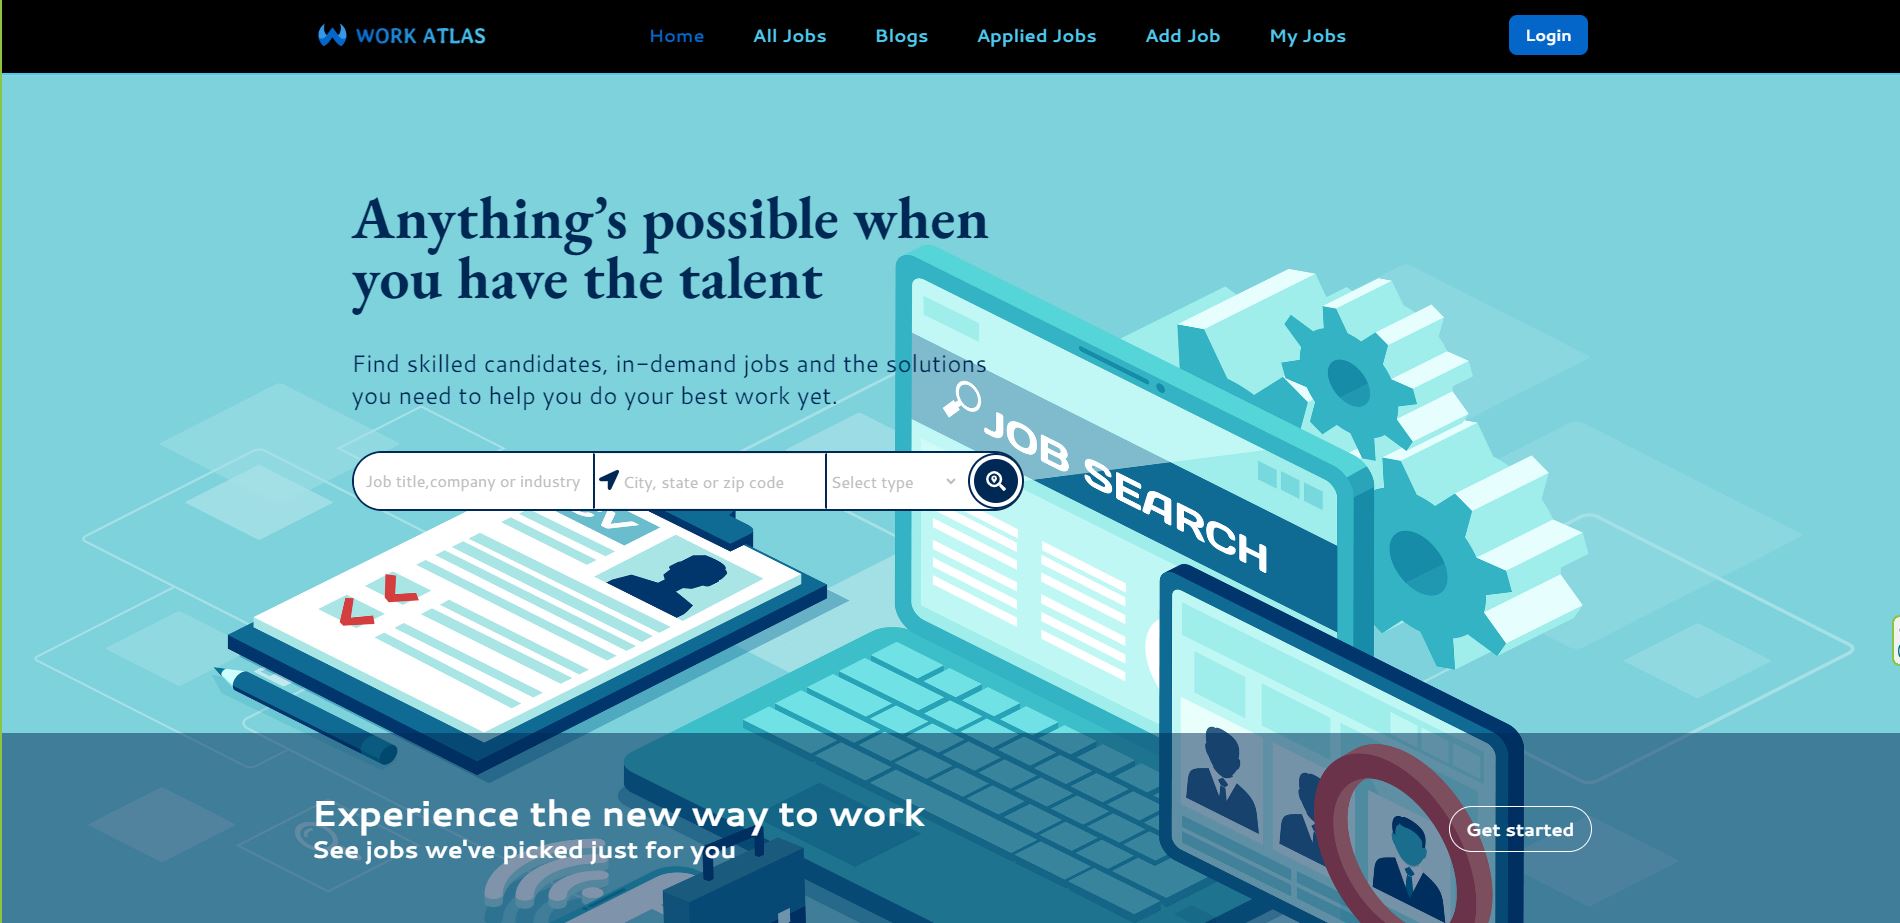 WORK ATLAS
Home
All Jobs
Blogs
Applied Jobs
Add Job
My Jobs
Login
Anything's possible when
you have the talent
Find skilled candidates, in-demand jobs and the solutions
you need to help you do your best work yet.
Job title,company or industry
City, state or zip code
Select type
JOB SEARCH
Experience the new way to work
See jobs we've picked just for you
Get started